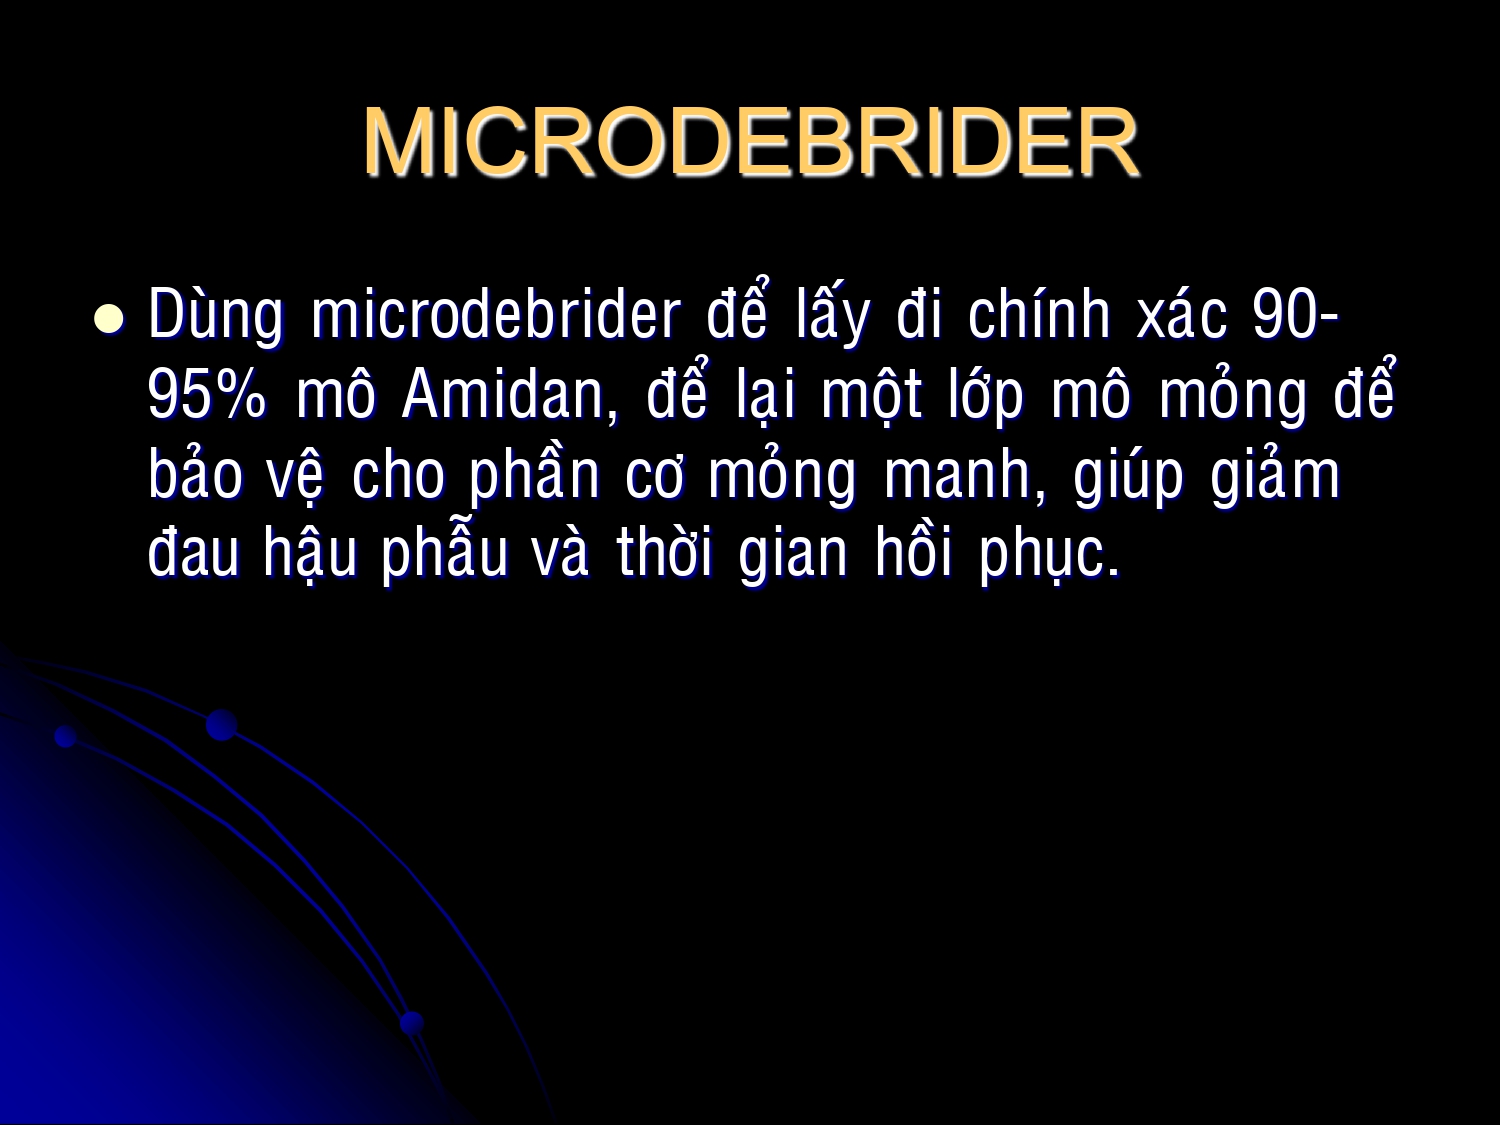 MICRODEBRIDER
Dùng microdebrider để lấy đi chính xác 90-
95% mô Amidan, để lại một lớp mô mỏng để
bảo vệ cho phần cơ mỏng manh, giúp giảm
đau hậu phẫu và thời gian hồi phục.